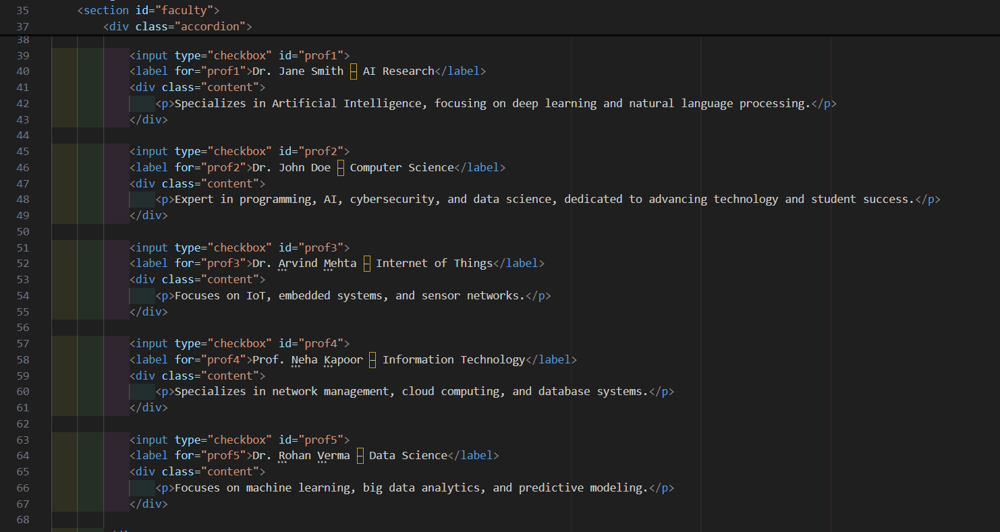 35 <section id="faculty">
37 <div class="accordion">
38
39 <input type="checkbox" id="prof1">
40 <label for="prof1">Dr. Jane Smith – AI Research</label>
41 <div class="content">
42 <p>Specializes in Artificial Intelligence, focusing on deep learning and natural language processing.</p>
43 </div>
44
45 <input type="checkbox" id="prof2">
46 <label for="prof2">Dr. John Doe – Computer Science</label>
47 <div class="content">
48 <p>Expert in programming, AI, cybersecurity, and data science, dedicated to advancing technology and student success.</p>
49 </div>
50
51 <input type="checkbox" id="prof3">
52 <label for="prof3">Dr. Arvind Mehta – Internet of Things</label>
53 <div class="content">
54 <p>Focuses on IoT, embedded systems, and sensor networks.</p>
55 </div>
56
57 <input type="checkbox" id="prof4">
58 <label for="prof4">Prof. Neha Kapoor – Information Technology</label>
59 <div class="content">
60 <p>Specializes in network management, cloud computing, and database systems.</p>
61 </div>
62
63 <input type="checkbox" id="prof5">
64 <label for="prof5">Dr. Rohan Verma – Data Science</label>
65 <div class="content">
66 <p>Focuses on machine learning, big data analytics, and predictive modeling.</p>
67 </div>
68